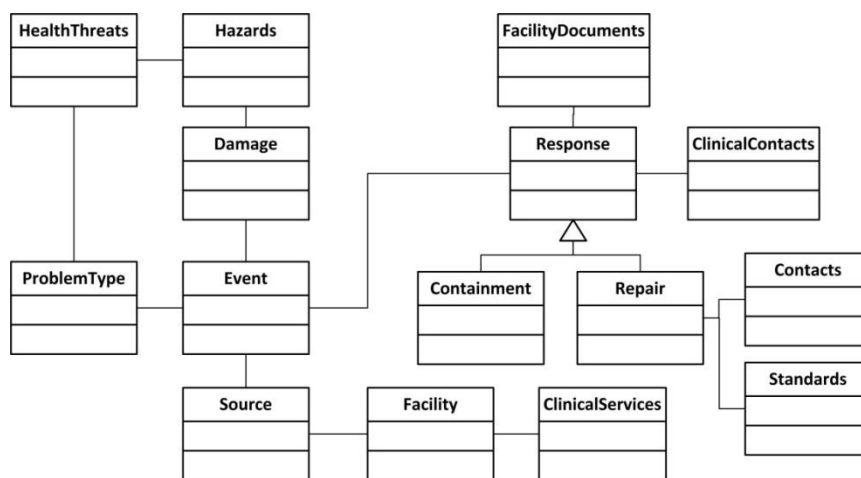 HealthThreats
Hazards
FacilityDocuments
Damage
Response
ClinicalContacts
ProblemType
Event
Containment
Repair
Contacts
Standards
Source
Facility
ClinicalServices